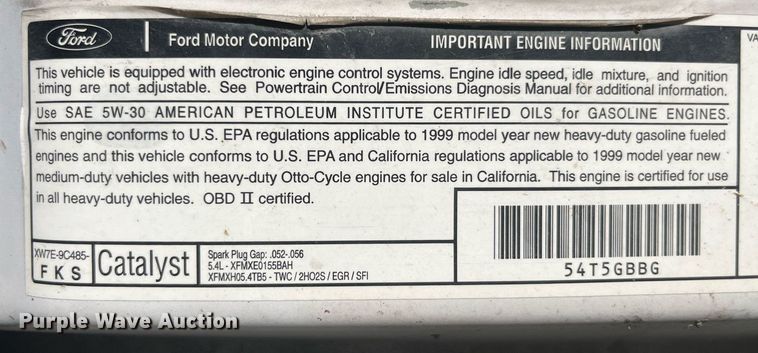 Ford
Ford Motor Company
IMPORTANT ENGINE INFORMATION
VA
This vehicle is equipped with electronic engine control systems. Engine idle speed, idle mixture, and ignition
timing are not adjustable. See Powertrain Control/Emissions Diagnosis Manual for additional information.
Use SAE 5W-30 AMERICAN PETROLEUM INSTITUTE CERTIFIED OILS for GASOLINE ENGINES.
This engine conforms to U.S. EPA regulations applicable to 1999 model year new heavy-duty gasoline fueled
engines and this vehicle conforms to U.S. EPA and California regulations applicable to 1999 model year new
medium-duty vehicles with heavy-duty Otto-Cycle engines for sale in California. This engine is certified for use
in all heavy-duty vehicles. OBD II certified.
XW7E-9C485-
FKS
Catalyst
Spark Plug Gap: .052-.056
5.4L - XFMXE0155BAH
XFMXH05.4TB5 - TWC / 2HO2S / EGR / SFI
54T5GBBG
Purple Wave Auction